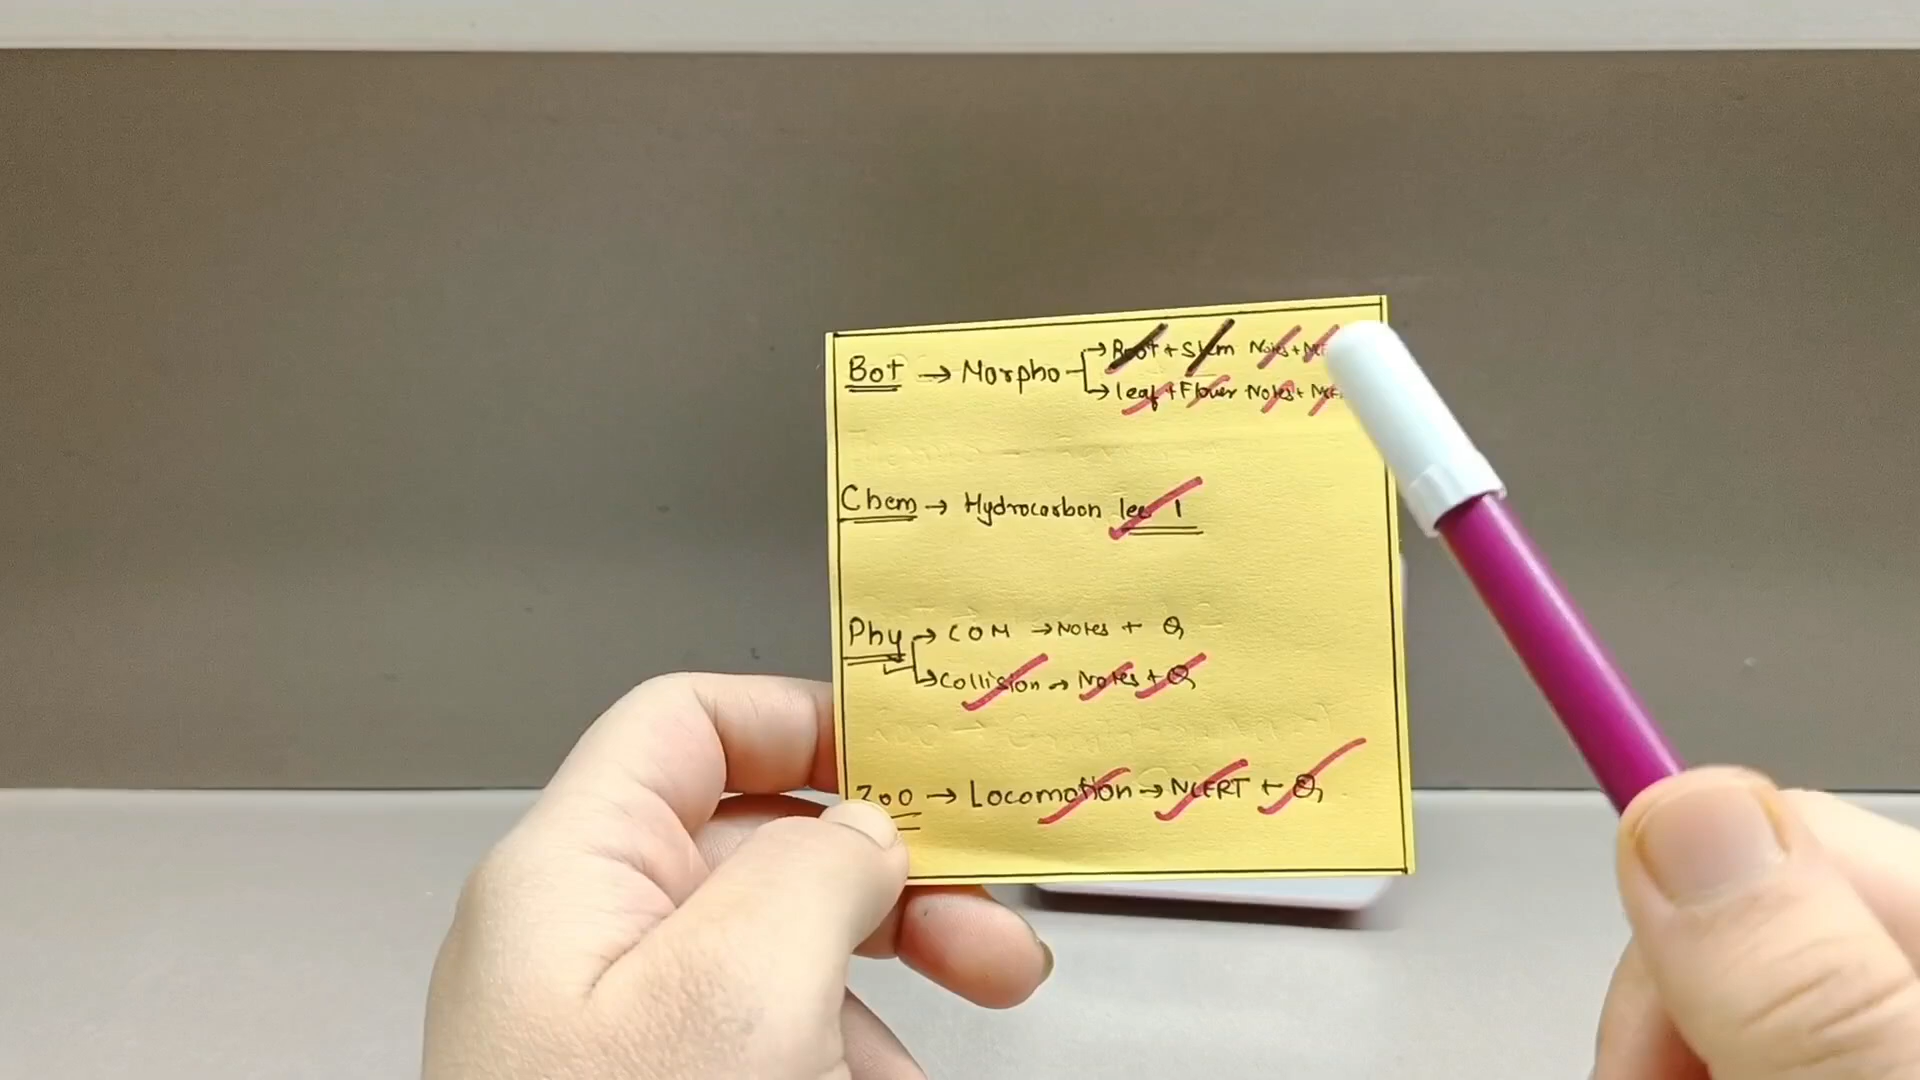 Bot → Morpho → Root + Stem Notes +
→ leaf + Flower Notes +
Chem → Hydrocarbon lec 1
Phy → COM → Notes + Q
→ Collision → Notes + Q
Zoo → Locomotion → NCERT + Q